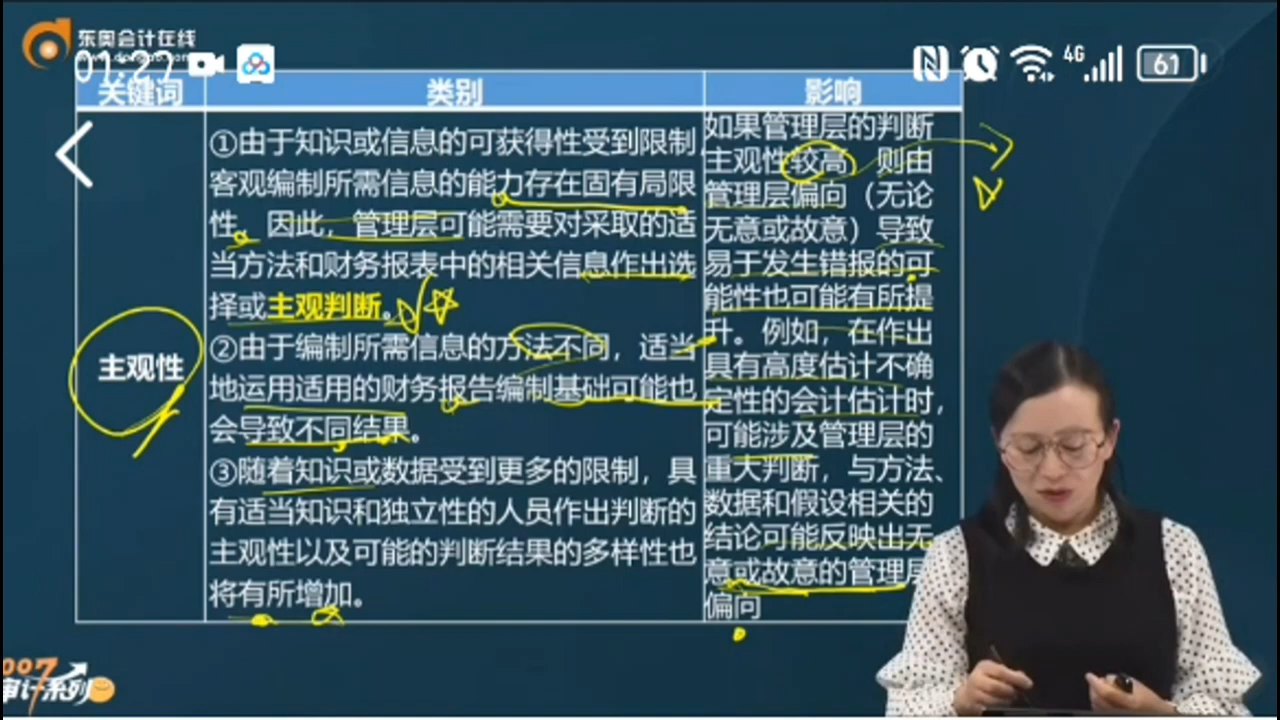 东奥会计在线
01:27
4G
61
关键词
类别
影响
主观性
①由于知识或信息的可获得性受到限制,
客观编制所需信息的能力存在固有局限
性。因此,管理层可能需要对采取的适
当方法和财务报表中的相关信息作出选
择或主观判断。
②由于编制所需信息的方法不同,适当
地运用适用的财务报告编制基础可能也
会导致不同结果。
③随着知识或数据受到更多的限制,具
有适当知识和独立性的人员作出判断的
主观性以及可能的判断结果的多样性也
将有所增加。
如果管理层的判断
主观性较高,则由
管理层偏向(无论
无意或故意)导致
易于发生错报的可
能性也可能有所提
升。例如,在作出
具有高度估计不确
定性的会计估计时,
可能涉及管理层的
重大判断,与方法、
数据和假设相关的
结论可能反映出无
意或故意的管理层
偏向
审计系列